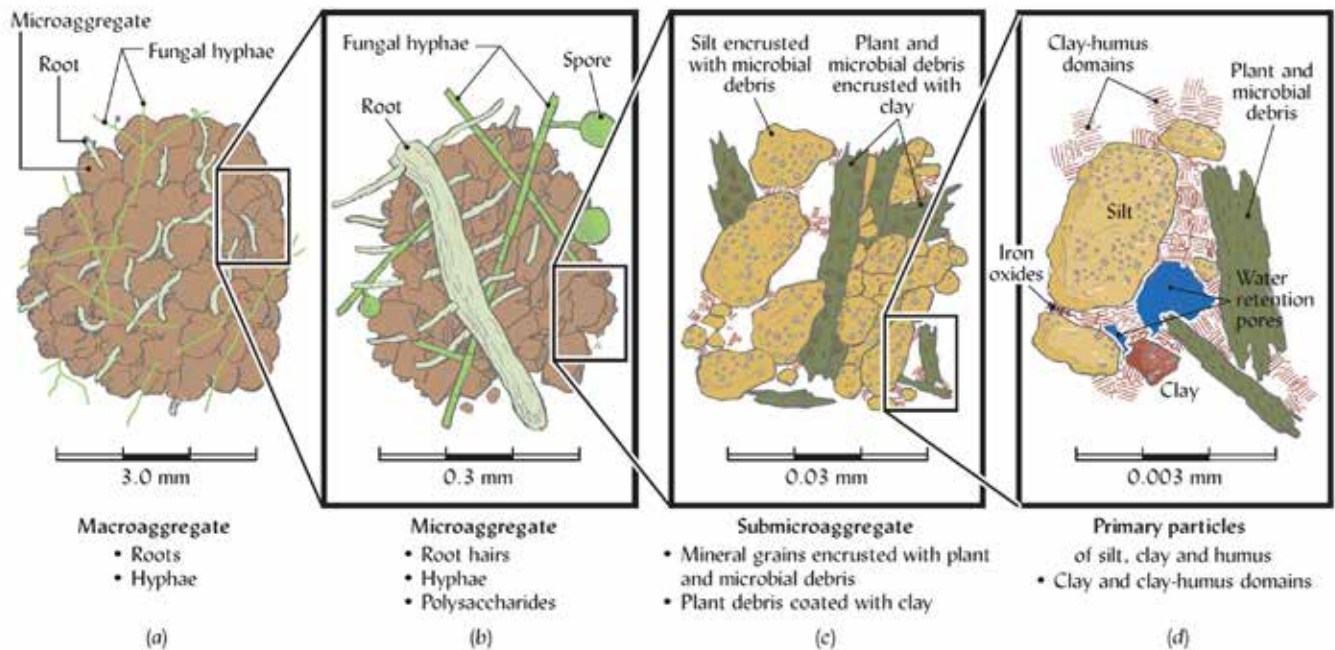 Microaggregate
Fungal hyphae
Root
3.0 mm
Macroaggregate
• Roots
• Hyphae
(a)
Fungal hyphae
Spore
Root
0.3 mm
Microaggregate
• Root hairs
• Hyphae
• Polysaccharides
(b)
Silt encrusted
with microbial
debris
Plant and
microbial debris
encrusted with
clay
0.03 mm
Submicroaggregate
• Mineral grains encrusted with plant
and microbial debris
• Plant debris coated with clay
(c)
Clay-humus
domains
Plant and
microbial
debris
Silt
Iron
oxides
Water
retention
pores
Clay
0.003 mm
Primary particles
of silt, clay and humus
• Clay and clay-humus domains
(d)